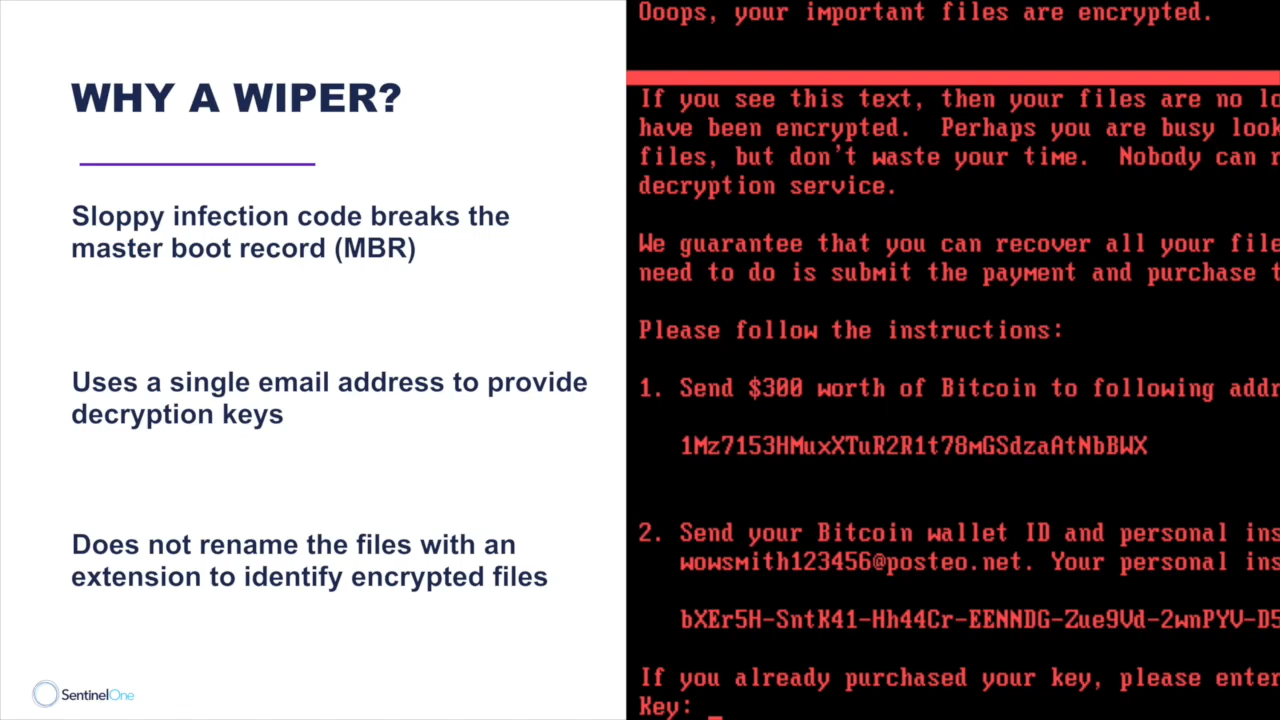 WHY A WIPER?
Sloppy infection code breaks the
master boot record (MBR)
Uses a single email address to provide
decryption keys
Does not rename the files with an
extension to identify encrypted files
SentinelOne
Ooops, your important files are encrypted.
If you see this text, then your files are no
have been encrypted.  Perhaps you are busy
files, but don't waste your time.  Nobody can
decryption service.
We guarantee that you can recover all your
need to do is submit the payment and purchase
Please follow the instructions:
1. Send $300 worth of Bitcoin to following
1Mz7153HMuxXTuR2R1t78mGSdzaAtNbBWX
2. Send your Bitcoin wallet ID and personal
wowsmith123456@posteo.net. Your personal
bXEr5H-SntK41-Hh44Cr-EENNDG-Zue9Vd-2wnPYV-D5
If you already purchased your key, please enter
Key: _